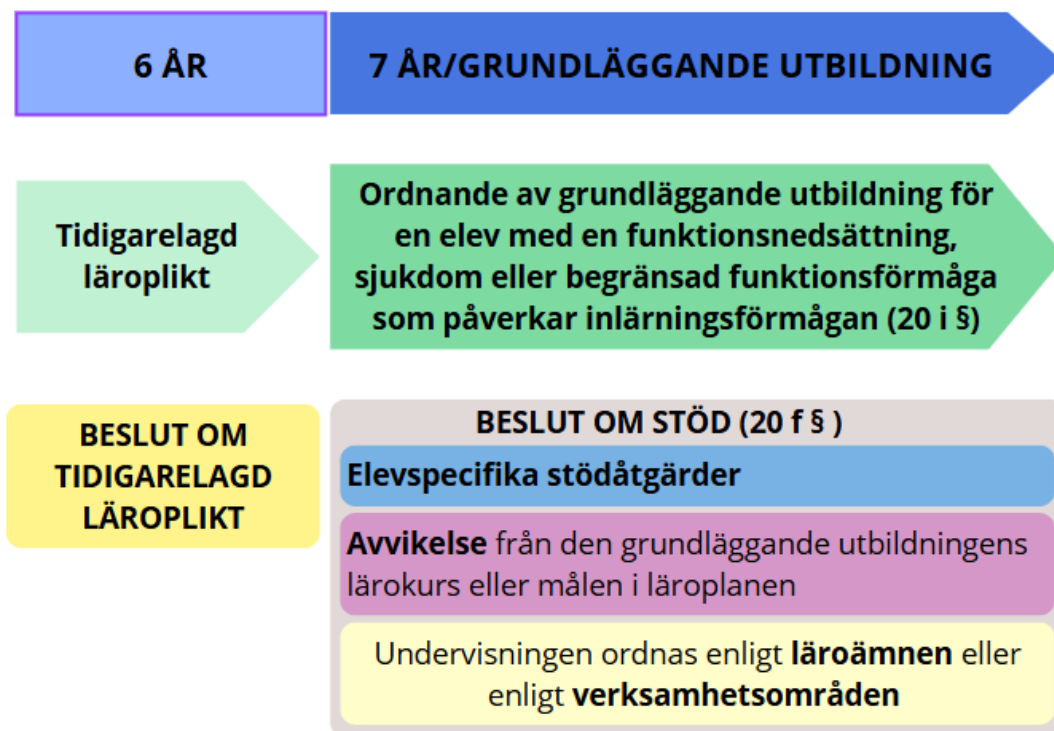 6 ÅR
7 ÅR/GRUNDLÄGGANDE UTBILDNING
Tidigarelagd
läroplikt
Ordnande av grundläggande utbildning för
en elev med en funktionsnedsättning,
sjukdom eller begränsad funktionsförmåga
som påverkar inlärningsförmågan (20 i §)
BESLUT OM
TIDIGARELAGD
LÄROPLIKT
BESLUT OM STÖD (20 f § )
Elevspecifika stödåtgärder
Avvikelse från den grundläggande utbildningens
lärokurs eller målen i läroplanen
Undervisningen ordnas enligt läroämnen eller
enligt verksamhetsområden